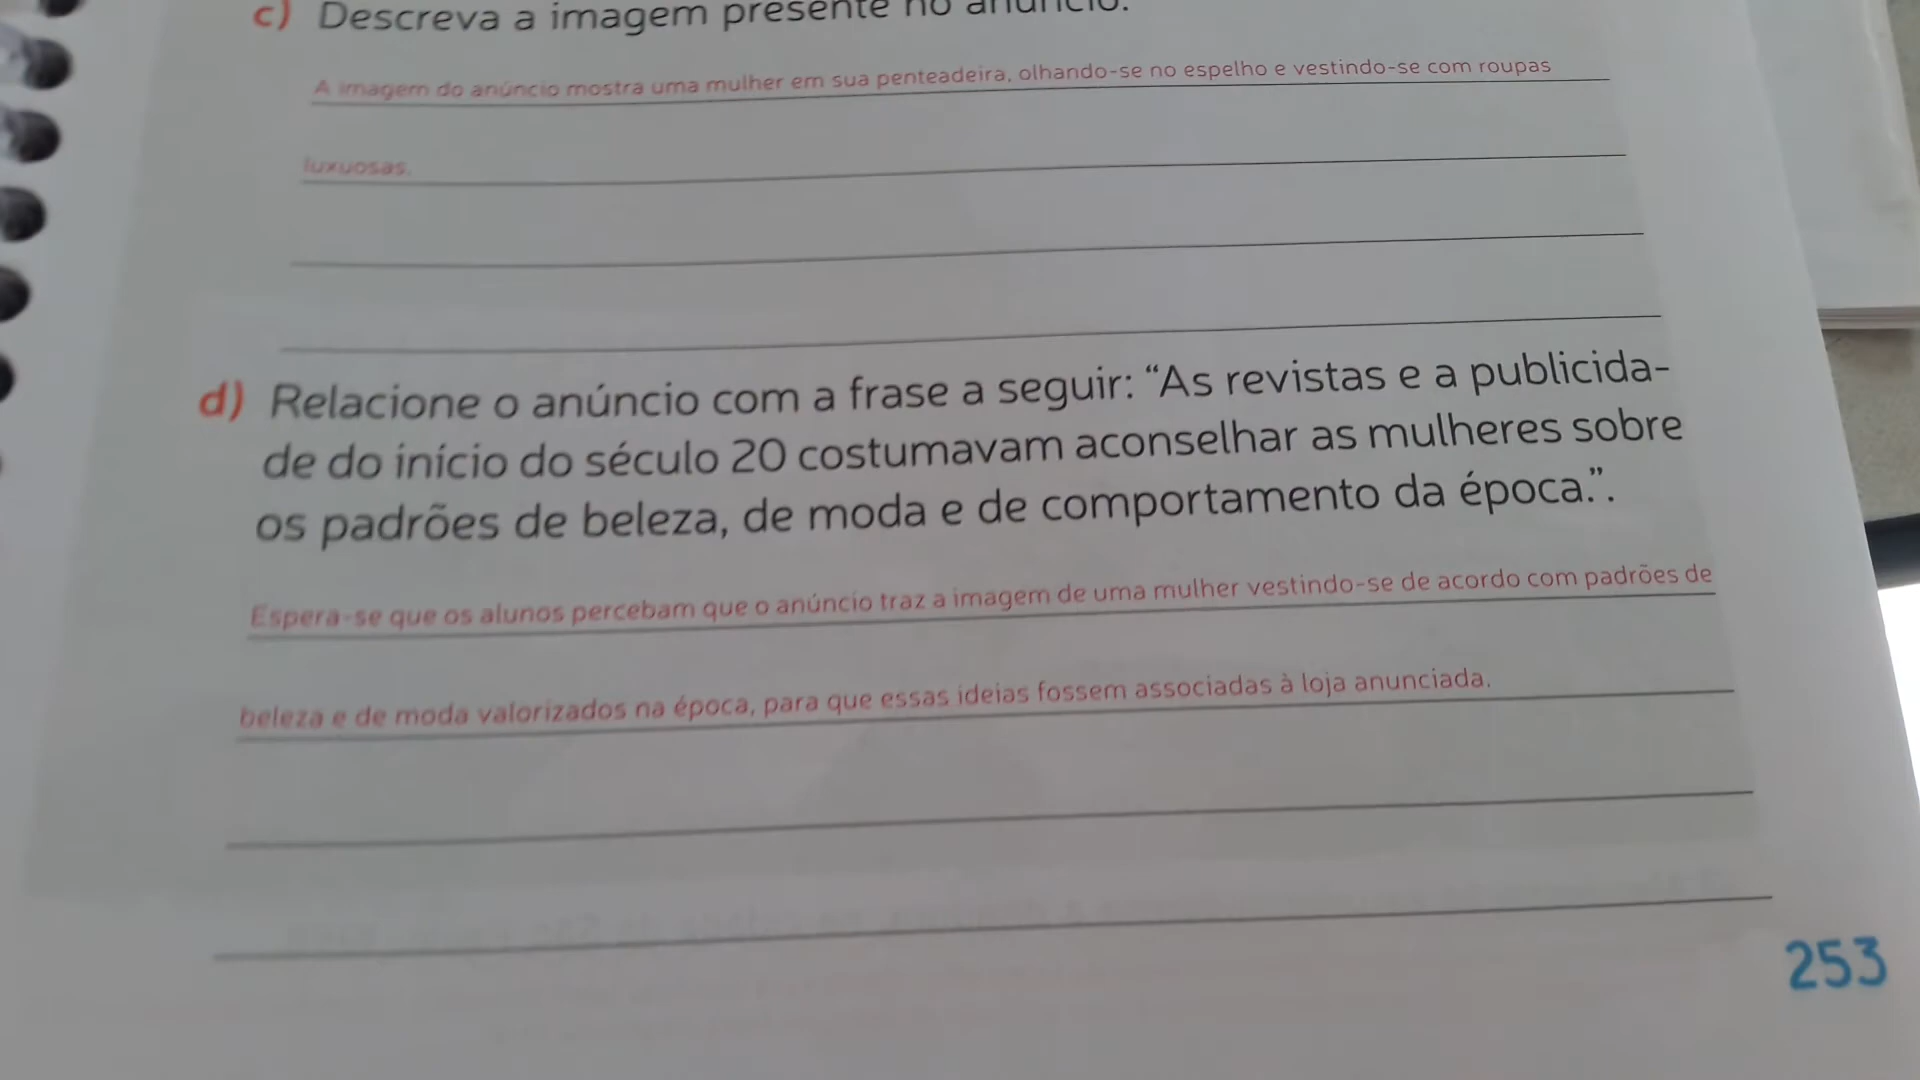 c) Descreva a imagem presente no anúncio.
A imagem do anúncio mostra uma mulher em sua penteadeira, olhando-se no espelho e vestindo-se com roupas
luxuosas.
d) Relacione o anúncio com a frase a seguir: “As revistas e a publicida-
de do início do século 20 costumavam aconselhar as mulheres sobre
os padrões de beleza, de moda e de comportamento da época.”.
Espera-se que os alunos percebam que o anúncio traz a imagem de uma mulher vestindo-se de acordo com padrões de
beleza e de moda valorizados na época, para que essas ideias fossem associadas à loja anunciada.
253